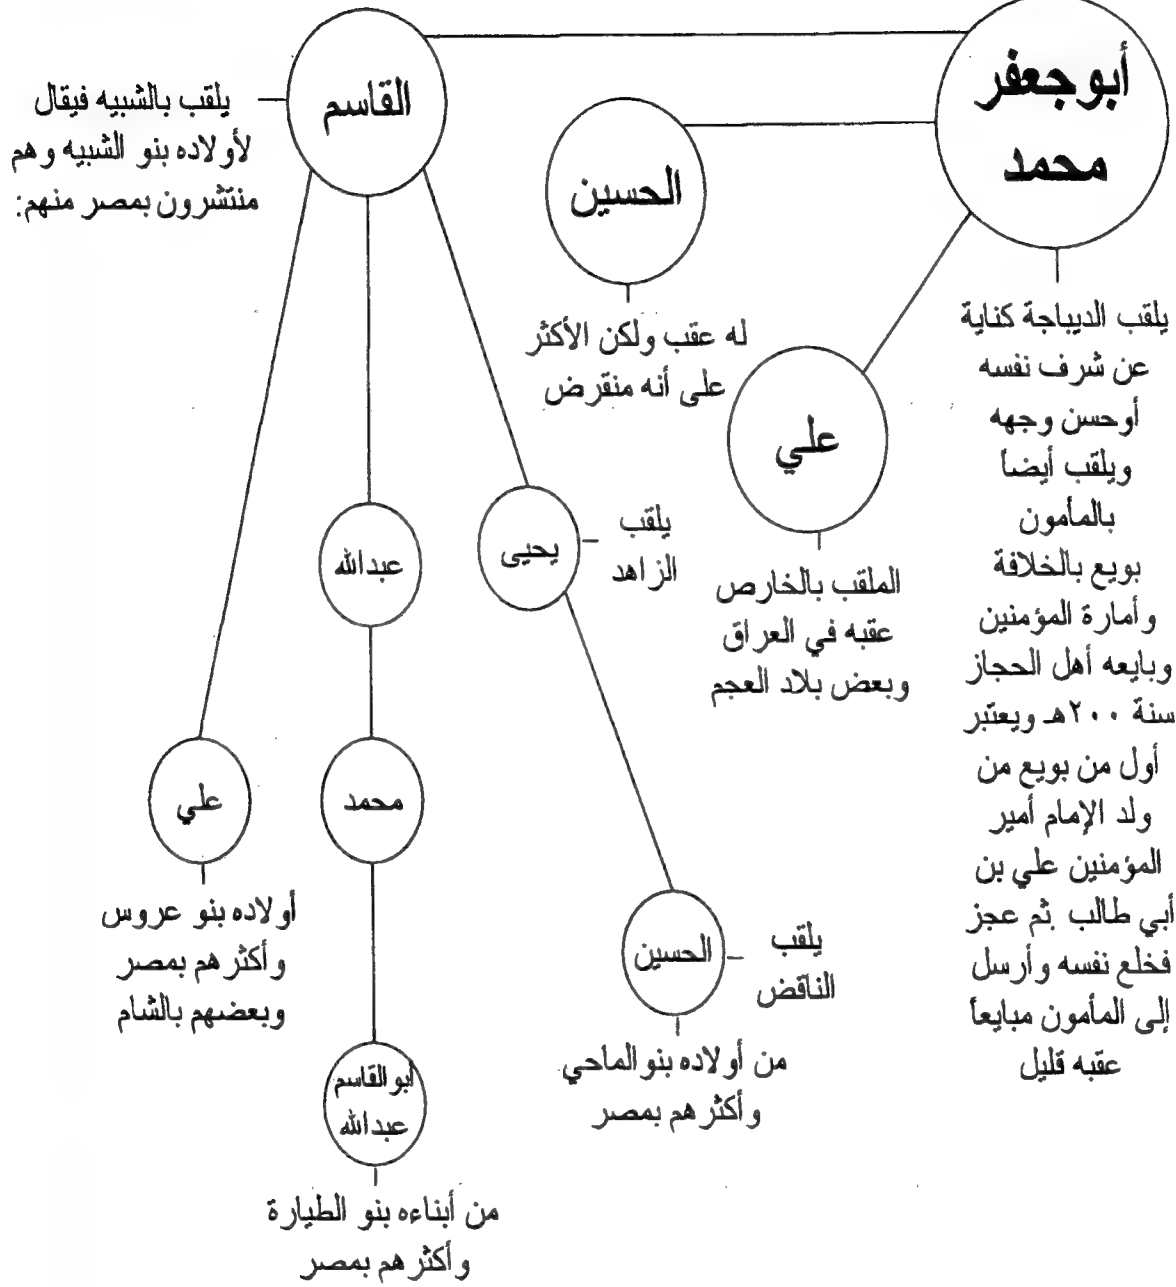 أبوجعفر
محمد
يلقب الديباجة كناية
عن شرف نفسه
أوحسن وجهه
ويلقب أيضاً
بالمأمون
بويع بالخلافة
وأمارة المؤمنين
وبايعه أهل الحجاز
سنة ٢٠٠هـ ويعتبر
أول من بويع من
ولد الإمام أمير
المؤمنين علي بن
أبي طالب ثم عجز
فخلع نفسه وأرسل
إلى المأمون مبايعاً
عقبه قليل
علي
الملقب بالخارص
عقبه في العراق
وبعض بلاد العجم
الحسين
له عقب ولكن الأكثر
على أنه منقرض
القاسم
يلقب بالشبيه فيقال
لأولاده بنو الشبيه وهم
منتشرون بمصر منهم:
يحيى
يلقب
الزاهد
الحسين
يلقب
الناقض
من أولاده بنو الماحي
وأكثرهم بمصر
عبدالله
محمد
أبو القاسم
عبدالله
من أبناءه بنو الطيارة
وأكثرهم بمصر
علي
أولاده بنو عروس
وأكثرهم بمصر
وبعضهم بالشام